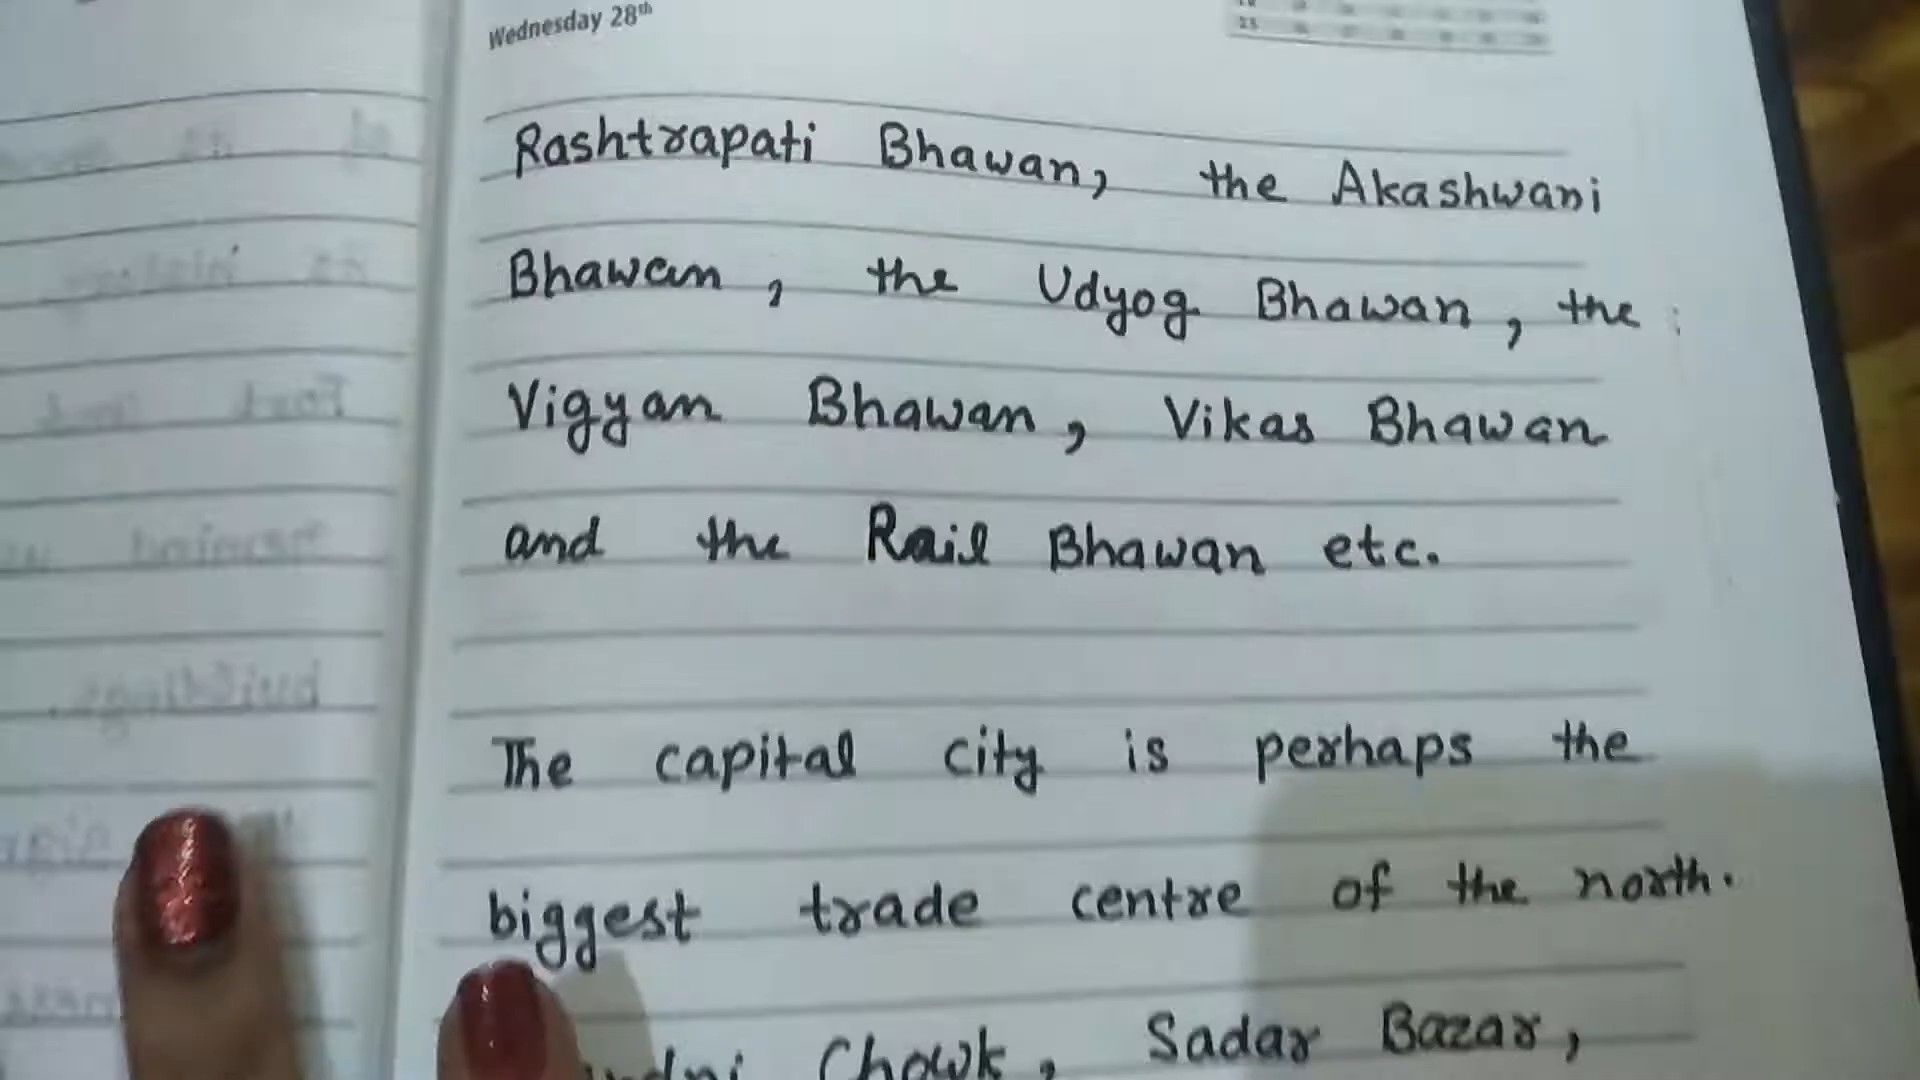 Wednesday 28th
Rashtrapati Bhawan, the Akashwani
Bhawan, the Udyog Bhawan, the
Vigyan Bhawan, Vikas Bhawan
and the Rail Bhawan etc.
The capital city is perhaps the
biggest trade centre of the north.
Chowk, Sadar Bazar,